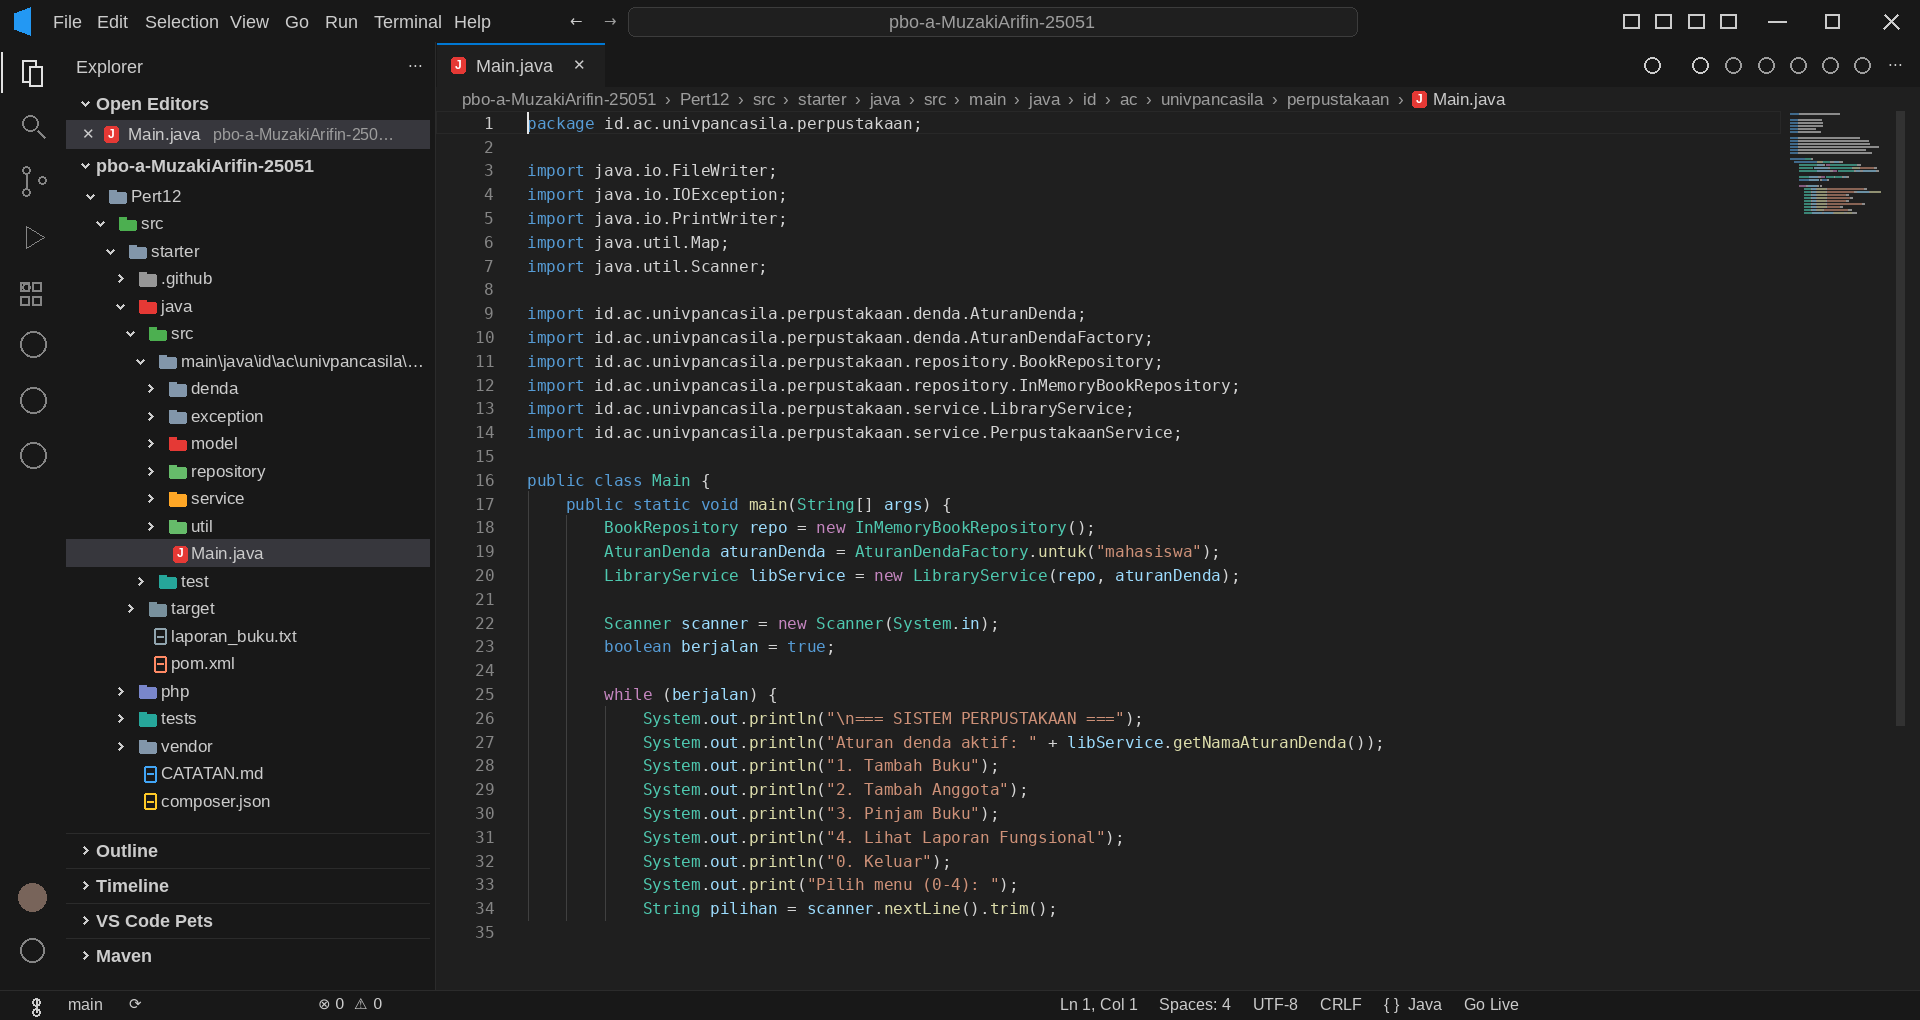 File Edit Selection View Go Run Terminal Help ← → pbo-a-MuzakiArifin-25051
Explorer ···
Open Editors
× Main.java pbo-a-MuzakiArifin-250…
pbo-a-MuzakiArifin-25051
Pert12
src
starter
.github
java
src
main\java\id\ac\univpancasila\…
denda
exception
model
repository
service
util
Main.java
test
target
laporan_buku.txt
pom.xml
php
tests
vendor
CATATAN.md
composer.json
Outline
Timeline
VS Code Pets
Maven
J Main.java × ···
pbo-a-MuzakiArifin-25051 › Pert12 › src › starter › java › src › main › java › id › ac › univpancasila › perpustakaan › J Main.java
1 package id.ac.univpancasila.perpustakaan;
2
3 import java.io.FileWriter;
4 import java.io.IOException;
5 import java.io.PrintWriter;
6 import java.util.Map;
7 import java.util.Scanner;
8
9 import id.ac.univpancasila.perpustakaan.denda.AturanDenda;
10 import id.ac.univpancasila.perpustakaan.denda.AturanDendaFactory;
11 import id.ac.univpancasila.perpustakaan.repository.BookRepository;
12 import id.ac.univpancasila.perpustakaan.repository.InMemoryBookRepository;
13 import id.ac.univpancasila.perpustakaan.service.LibraryService;
14 import id.ac.univpancasila.perpustakaan.service.PerpustakaanService;
15
16 public class Main {
17 public static void main(String[] args) {
18 BookRepository repo = new InMemoryBookRepository();
19 AturanDenda aturanDenda = AturanDendaFactory.untuk("mahasiswa");
20 LibraryService libService = new LibraryService(repo, aturanDenda);
21
22 Scanner scanner = new Scanner(System.in);
23 boolean berjalan = true;
24
25 while (berjalan) {
26 System.out.println("\n=== SISTEM PERPUSTAKAAN ===");
27 System.out.println("Aturan denda aktif: " + libService.getNamaAturanDenda());
28 System.out.println("1. Tambah Buku");
29 System.out.println("2. Tambah Anggota");
30 System.out.println("3. Pinjam Buku");
31 System.out.println("4. Lihat Laporan Fungsional");
32 System.out.println("0. Keluar");
33 System.out.print("Pilih menu (0-4): ");
34 String pilihan = scanner.nextLine().trim();
35
main ⟳ ⊗ 0 ⚠ 0 Ln 1, Col 1 Spaces: 4 UTF-8 CRLF { } Java Go Live